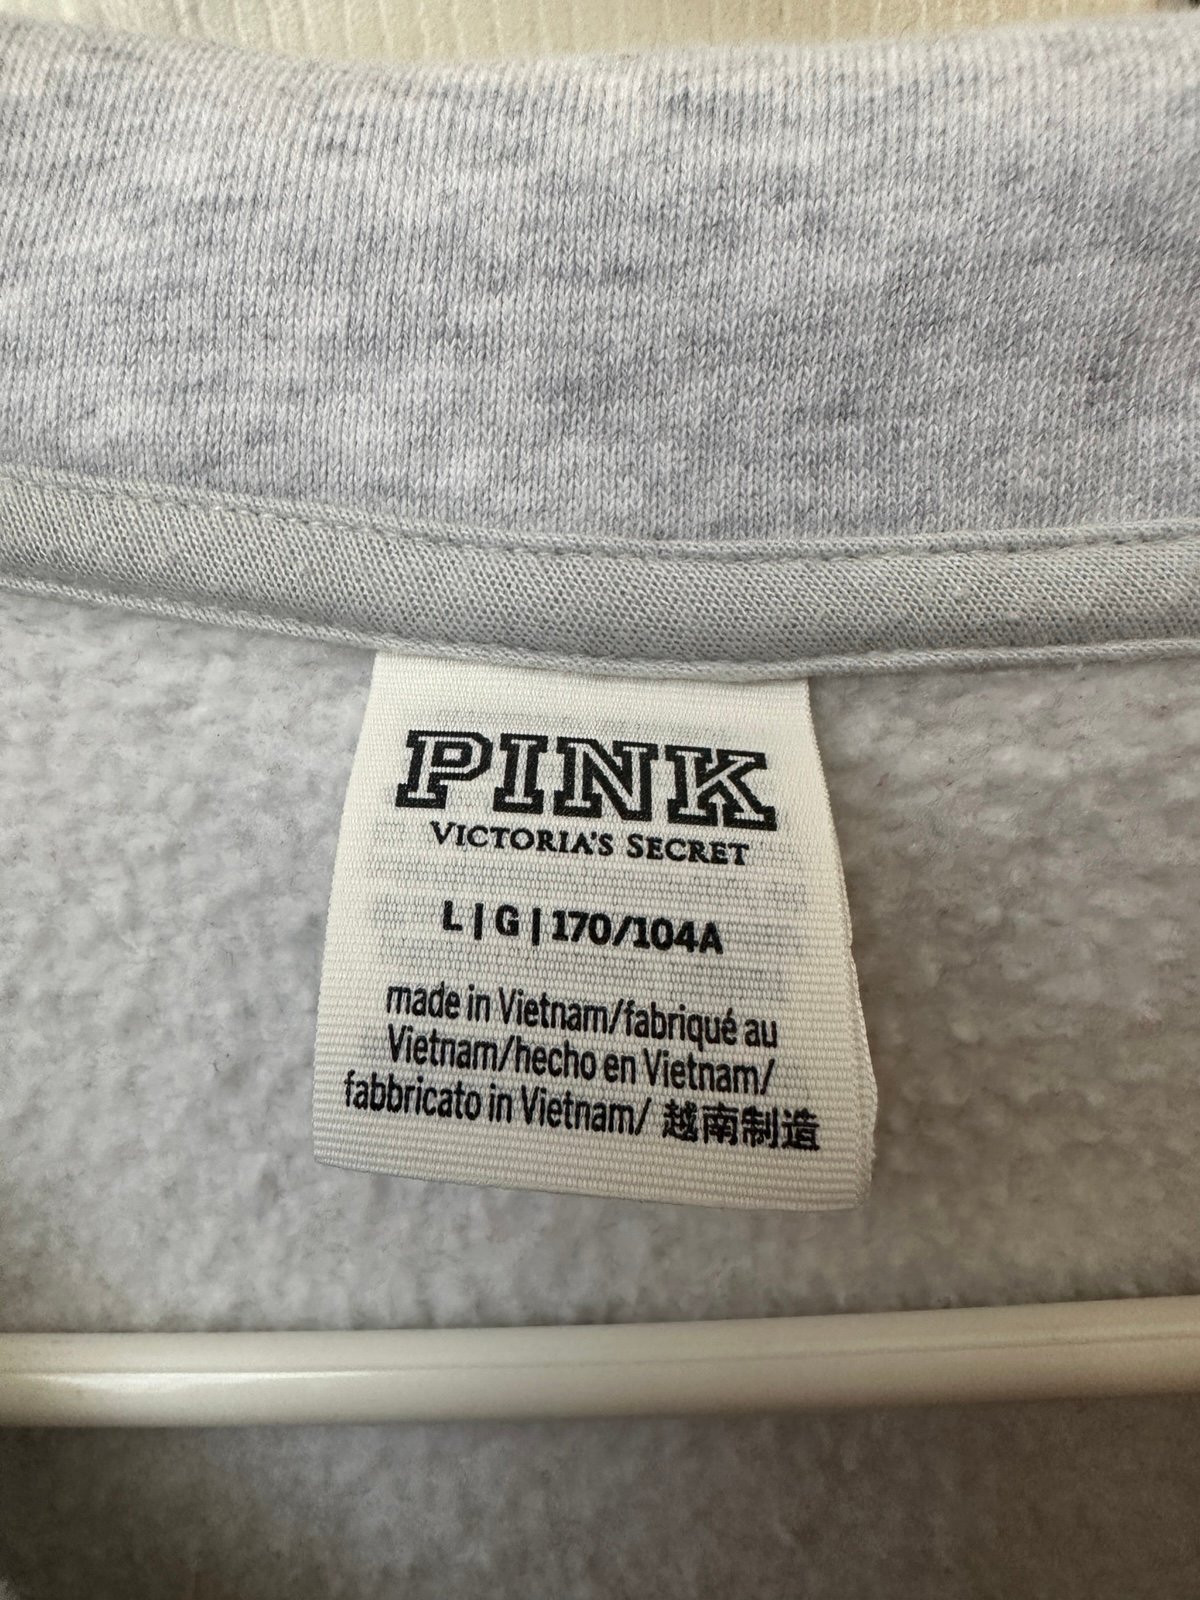 PINK
VICTORIA'S SECRET
L | G | 170/104A
made in Vietnam/fabriqué au
Vietnam/hecho en Vietnam/
fabbricato in Vietnam/ 越南制造